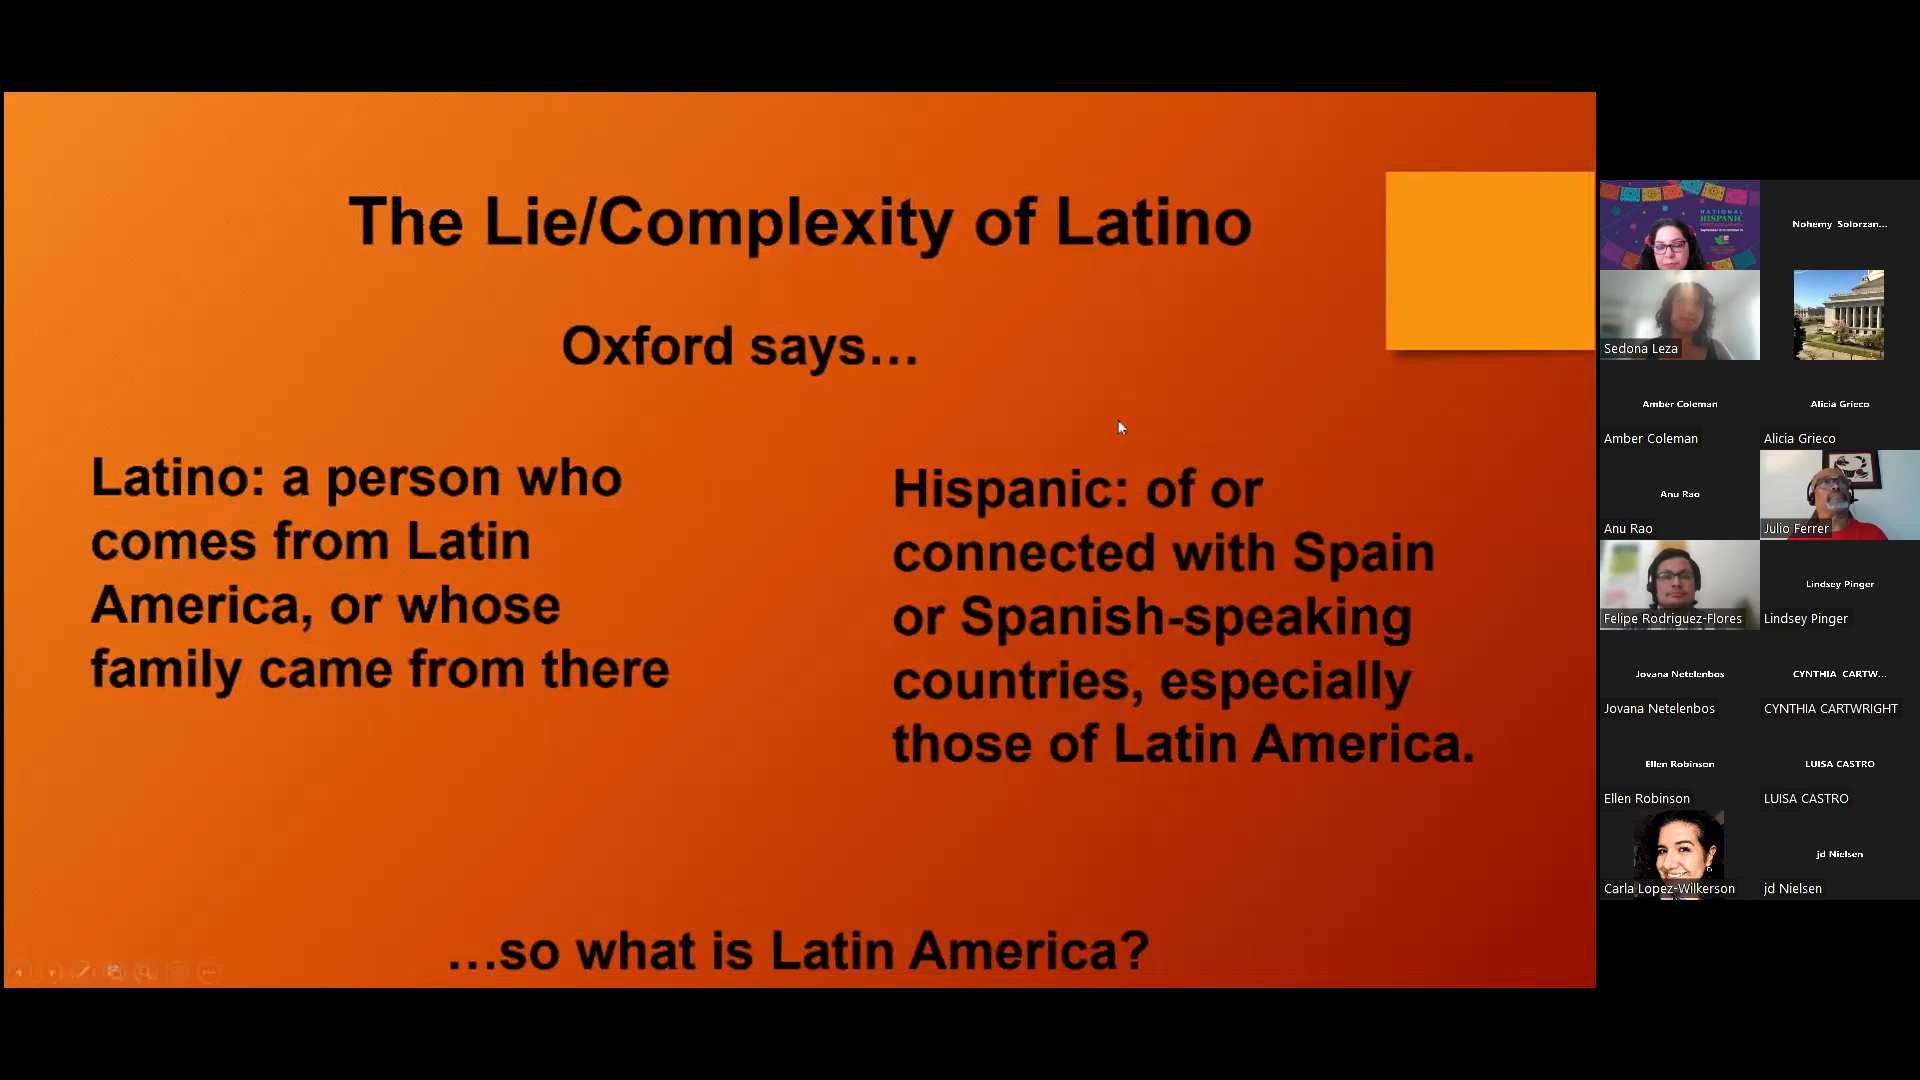 The Lie/Complexity of Latino
Oxford says...
Latino: a person who
comes from Latin
America, or whose
family came from there
Hispanic: of or
connected with Spain
or Spanish-speaking
countries, especially
those of Latin America.
...so what is Latin America?
NATIONAL
HISPANIC
Nohemy Solorzan...
Sedona Leza
Amber Coleman
Amber Coleman
Alicia Grieco
Alicia Grieco
Anu Rao
Anu Rao
Julio Ferrer
Felipe Rodriguez-Flores
Lindsey Pinger
Lindsey Pinger
Jovana Netelenbos
Jovana Netelenbos
CYNTHIA CARTW...
CYNTHIA CARTWRIGHT
Ellen Robinson
Ellen Robinson
LUISA CASTRO
LUISA CASTRO
Carla Lopez-Wilkerson
jd Nielsen
jd Nielsen